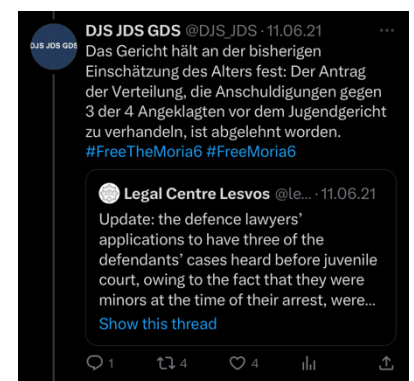 DJS JDS GDS
DJS JDS GDS @DJS_JDS · 11.06.21
Das Gericht hält an der bisherigen
Einschätzung des Alters fest: Der Antrag
der Verteilung, die Anschuldigungen gegen
3 der 4 Angeklagten vor dem Jugendgericht
zu verhandeln, ist abgelehnt worden.
#FreeTheMoria6 #FreeMoria6
Legal Centre Lesvos @le... · 11.06.21
Update: the defence lawyers'
applications to have three of the
defendants' cases heard before juvenile
court, owing to the fact that they were
minors at the time of their arrest, were...
Show this thread
1 4 4